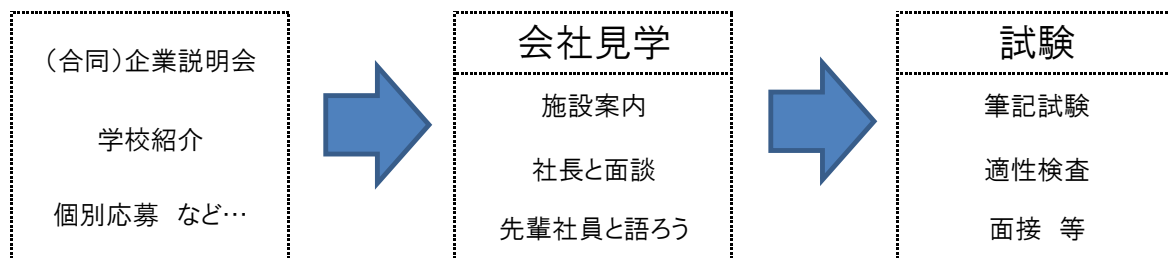 （合同）企業説明会
学校紹介
個別応募　など…
会社見学
施設案内
社長と面談
先輩社員と語ろう
試験
筆記試験
適性検査
面接　等